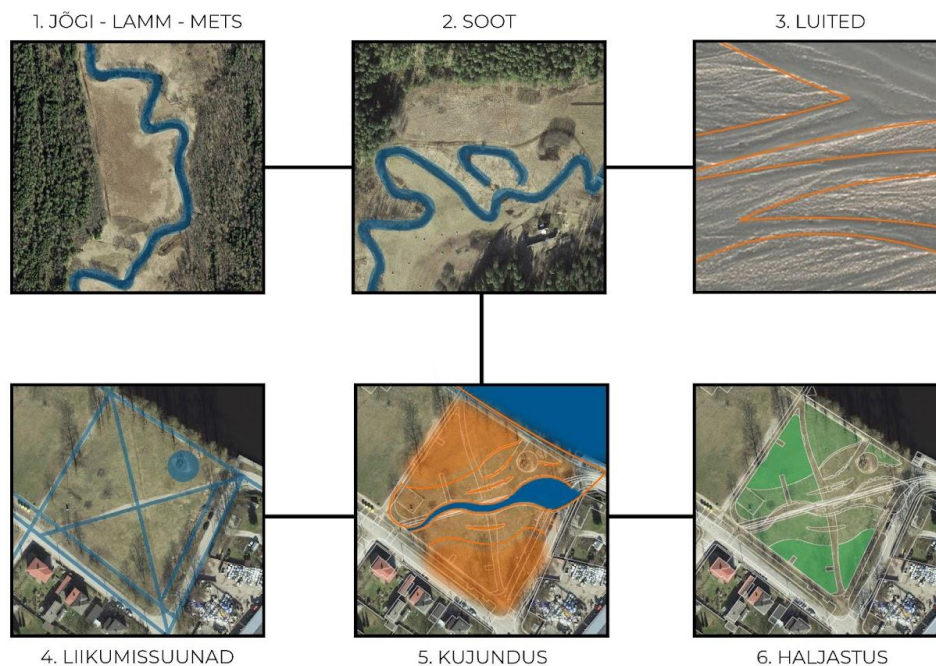 1. JÕGI - LAMM - METS
2. SOOT
3. LUITED
4. LIIKUMISSUUNAD
5. KUJUNDUS
6. HALJASTUS